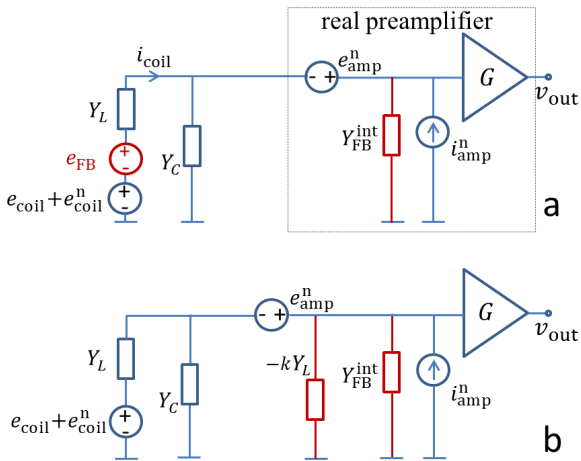 real preamplifier
i_coil
- +
e^n_amp
G
v_out
Y_L
Y_C
Y^int_FB
i^n_amp
e_FB
+
-
e_coil+e^n_coil
+
-
a
- +
e^n_amp
G
v_out
Y_L
Y_C
-kY_L
Y^int_FB
i^n_amp
e_coil+e^n_coil
+
-
b